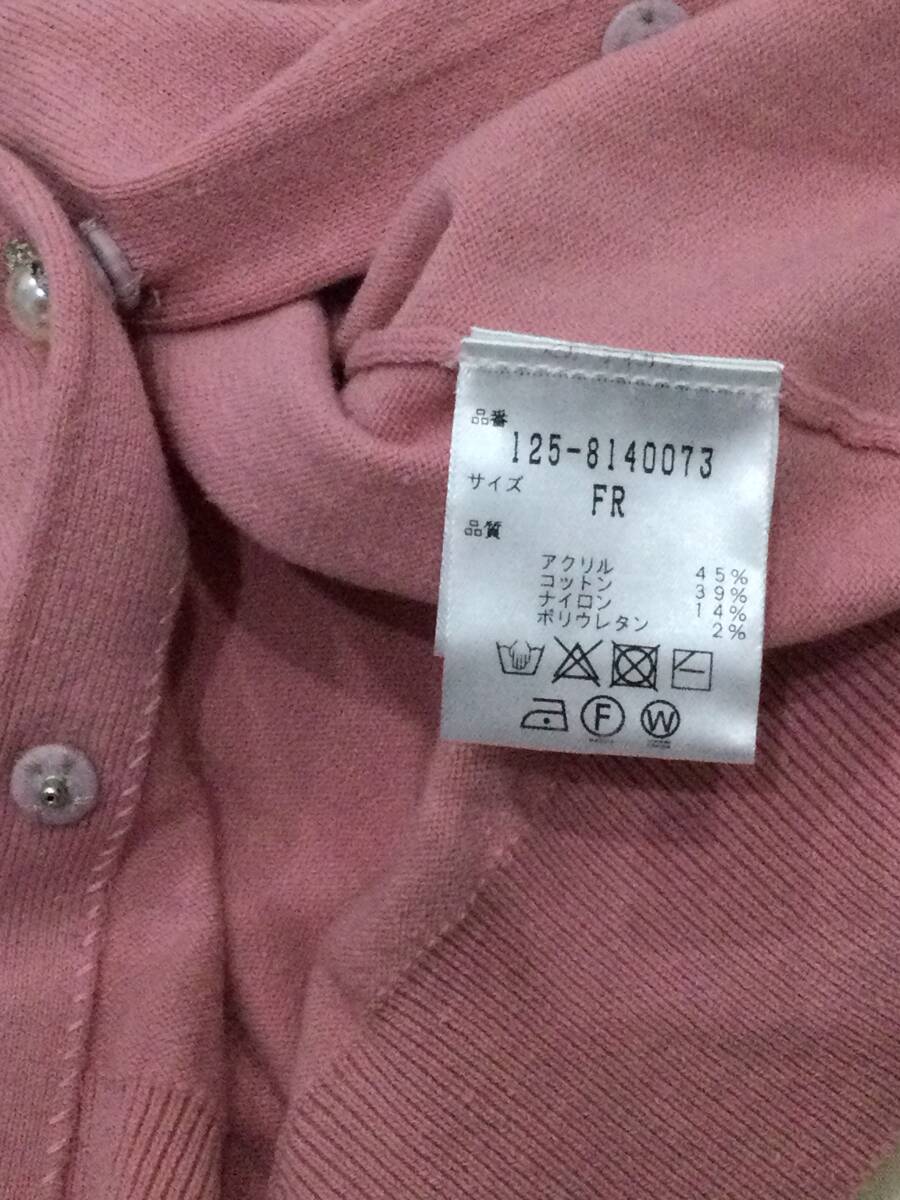 品番
125-8140073
サイズ
FR
品質
アクリル 45%
コットン 39%
ナイロン 14%
ポリウレタン 2%
F W